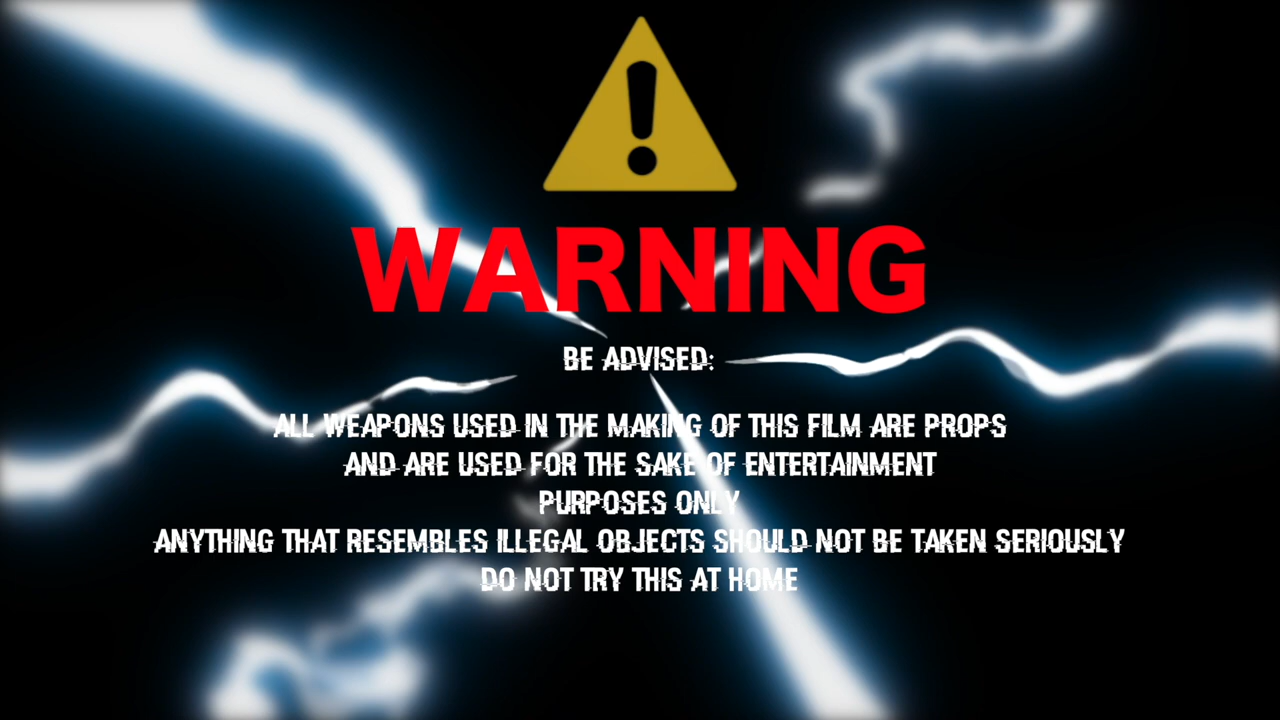 WARNING
BE ADVISED:
ALL WEAPONS USED IN THE MAKING OF THIS FILM ARE PROPS
AND ARE USED FOR THE SAKE OF ENTERTAINMENT
PURPOSES ONLY
ANYTHING THAT RESEMBLES ILLEGAL OBJECTS SHOULD NOT BE TAKEN SERIOUSLY
DO NOT TRY THIS AT HOME